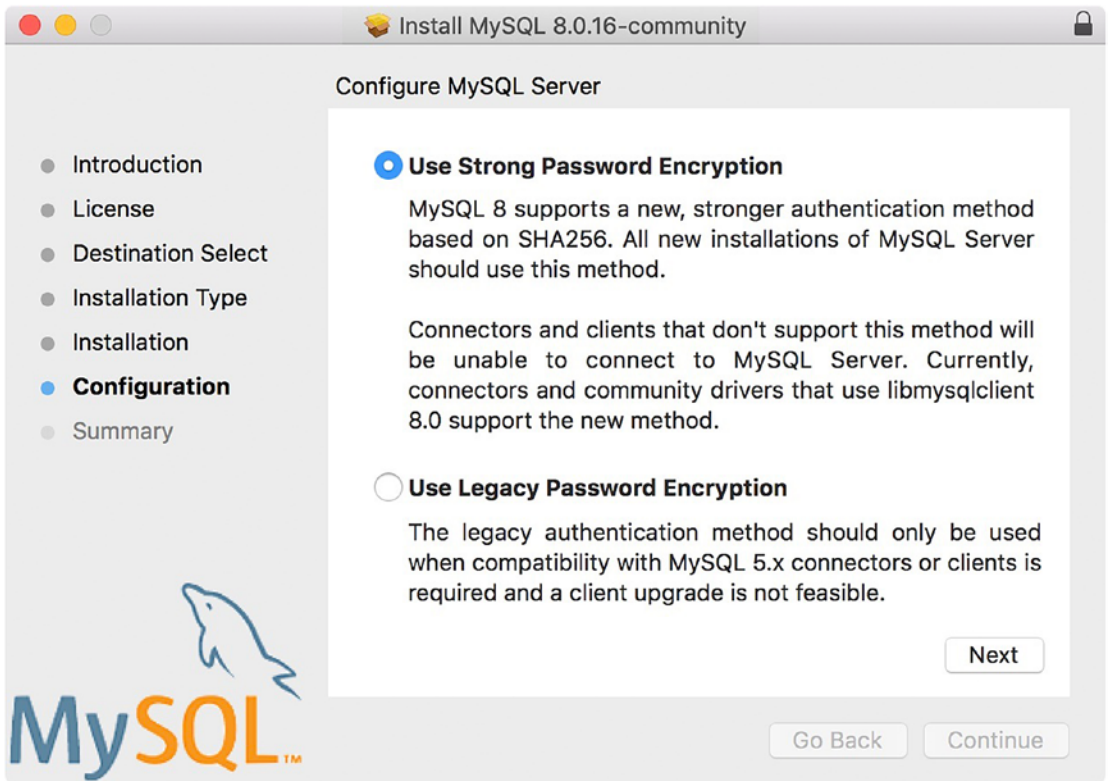 Install MySQL 8.0.16-community
Configure MySQL Server
Introduction
License
Destination Select
Installation Type
Installation
Configuration
Summary
Use Strong Password Encryption
MySQL 8 supports a new, stronger authentication method
based on SHA256. All new installations of MySQL Server
should use this method.
Connectors and clients that don't support this method will
be unable to connect to MySQL Server. Currently,
connectors and community drivers that use libmysqlclient
8.0 support the new method.
Use Legacy Password Encryption
The legacy authentication method should only be used
when compatibility with MySQL 5.x connectors or clients is
required and a client upgrade is not feasible.
Next
MySQL™
Go Back
Continue